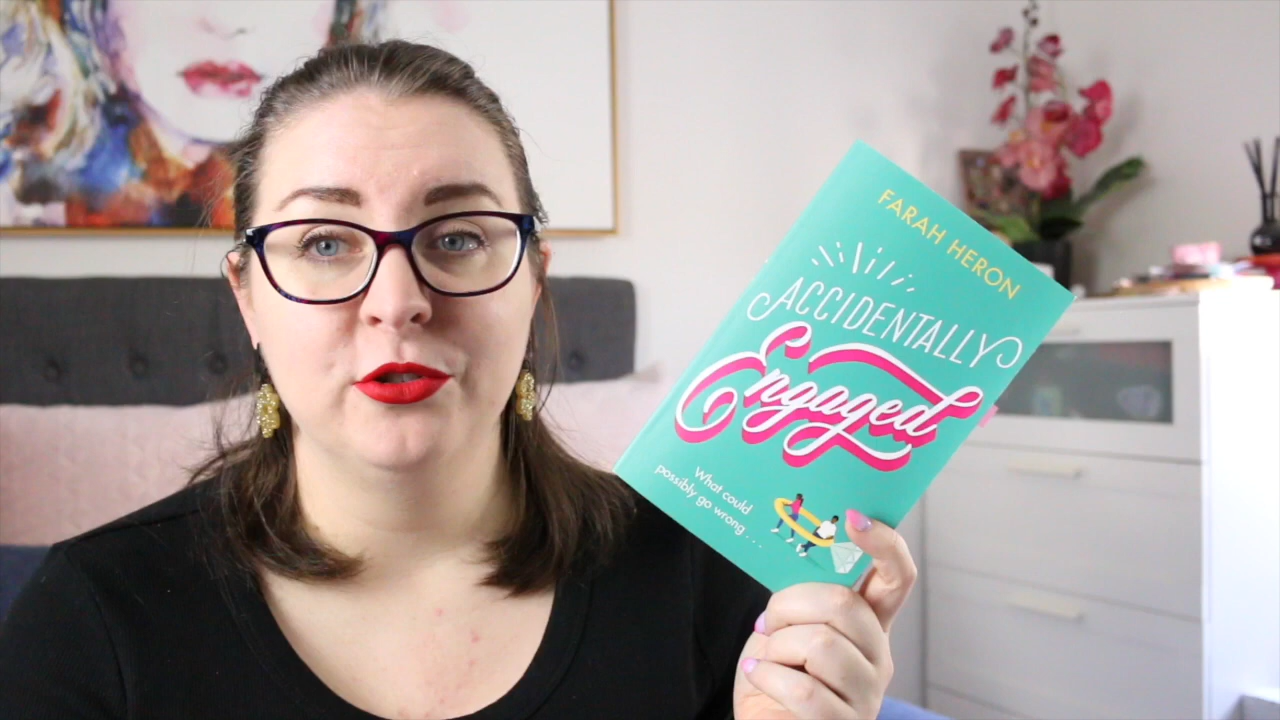 FARAH HERON
ACCIDENTALLY
Engaged
What could
possibly go wrong . . .